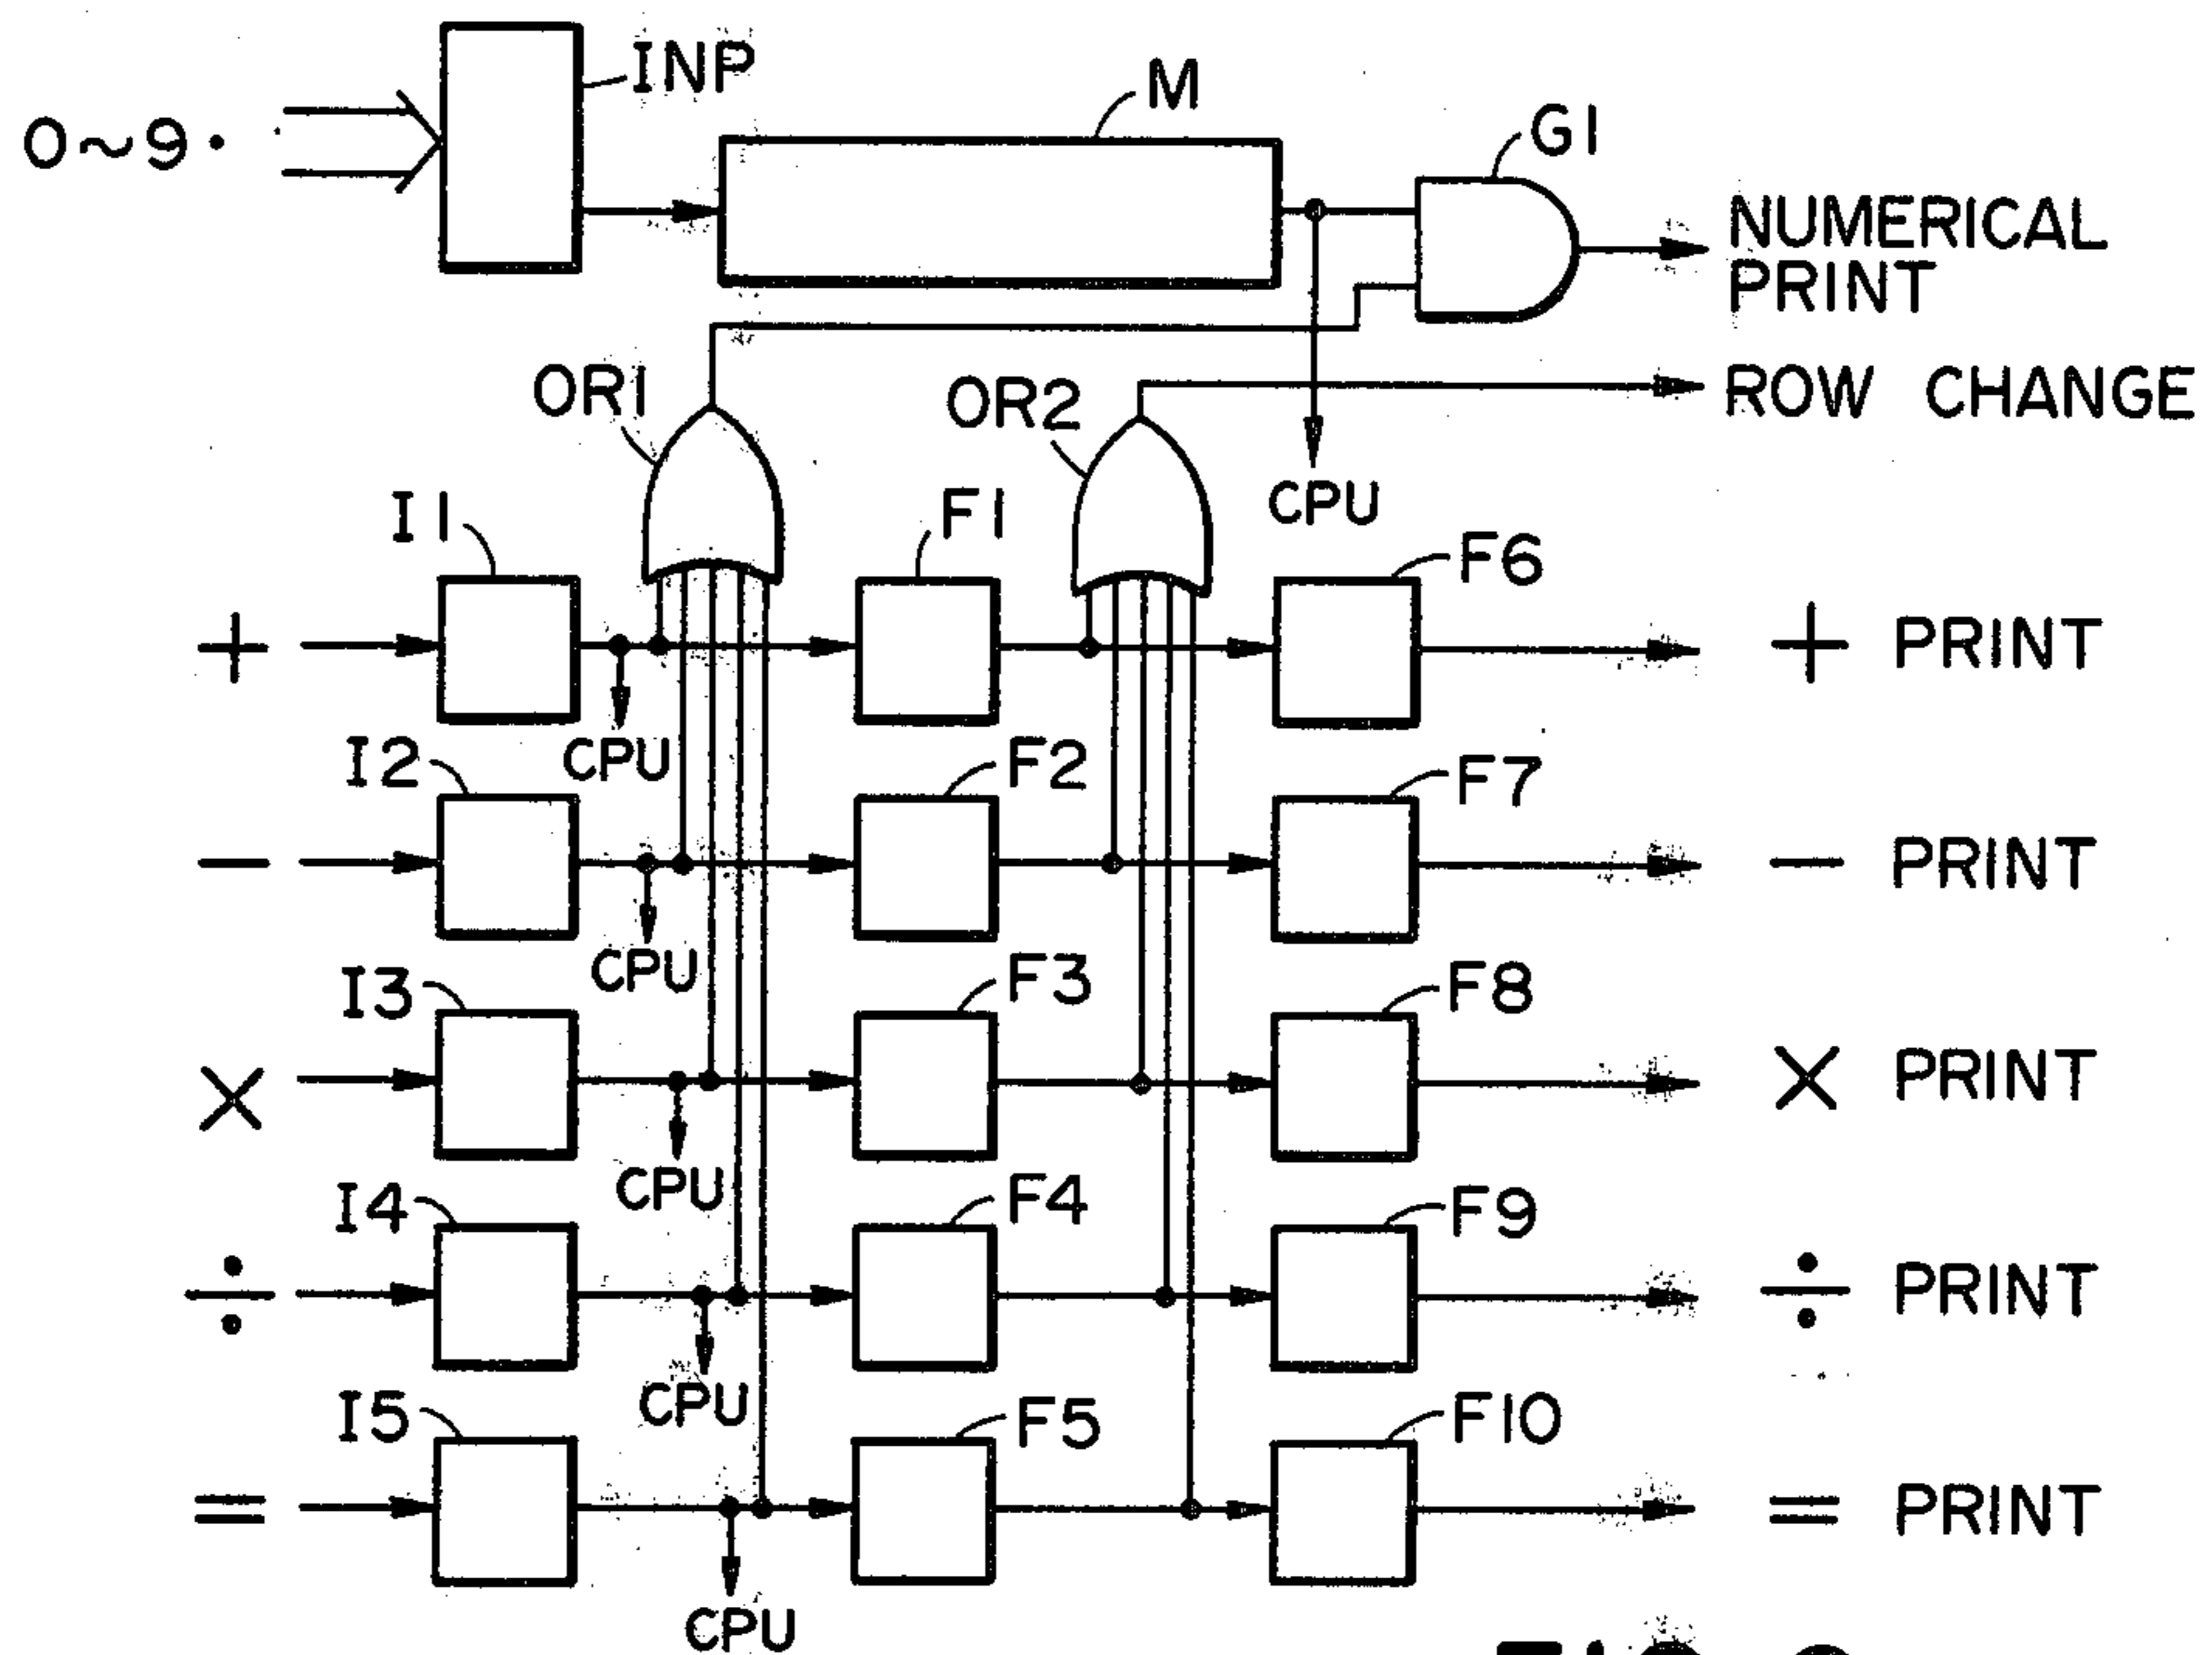 INP
M
0~9 ·
G1
NUMERICAL
PRINT
OR1
OR2
ROW CHANGE
CPU
I1
F1
F6
+
+ PRINT
CPU
I2
F2
F7
−
− PRINT
CPU
I3
F3
F8
×
× PRINT
CPU
I4
F4
F9
÷
÷ PRINT
CPU
I5
F5
F10
=
= PRINT
CPU